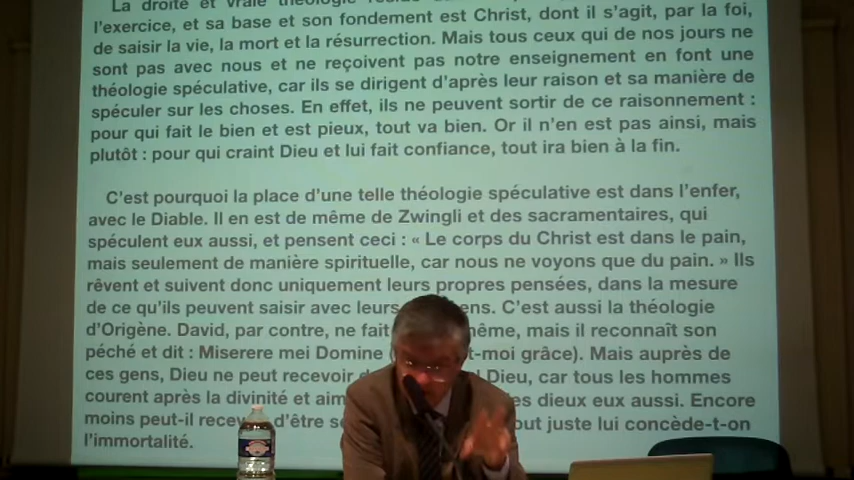 La droite et vraie théologie
l'exercice, et sa base et son fondement est Christ, dont il s'agit, par la foi,
de saisir la vie, la mort et la résurrection. Mais tous ceux qui de nos jours ne
sont pas avec nous et ne reçoivent pas notre enseignement en font une
théologie spéculative, car ils se dirigent d'après leur raison et sa manière de
spéculer sur les choses. En effet, ils ne peuvent sortir de ce raisonnement :
pour qui fait le bien et est pieux, tout va bien. Or il n'en est pas ainsi, mais
plutôt : pour qui craint Dieu et lui fait confiance, tout ira bien à la fin.
C'est pourquoi la place d'une telle théologie spéculative est dans l'enfer,
avec le Diable. Il en est de même de Zwingli et des sacramentaires, qui
spéculent eux aussi, et pensent ceci : « Le corps du Christ est dans le pain,
mais seulement de manière spirituelle, car nous ne voyons que du pain. » Ils
rêvent et suivent donc uniquement leurs propres pensées, dans la mesure
de ce qu'ils peuvent saisir avec leurs sens. C'est aussi là la théologie
d'Origène. David, par contre, ne fait même, mais il reconnaît son
péché et dit : Miserere mei Domine -moi grâce). Mais auprès de
ces gens, Dieu ne peut recevoir Dieu, car tous les hommes
courent après la divinité et aime des dieux eux aussi. Encore
moins peut-il d'être juste lui concède-t-on
l'immortalité.